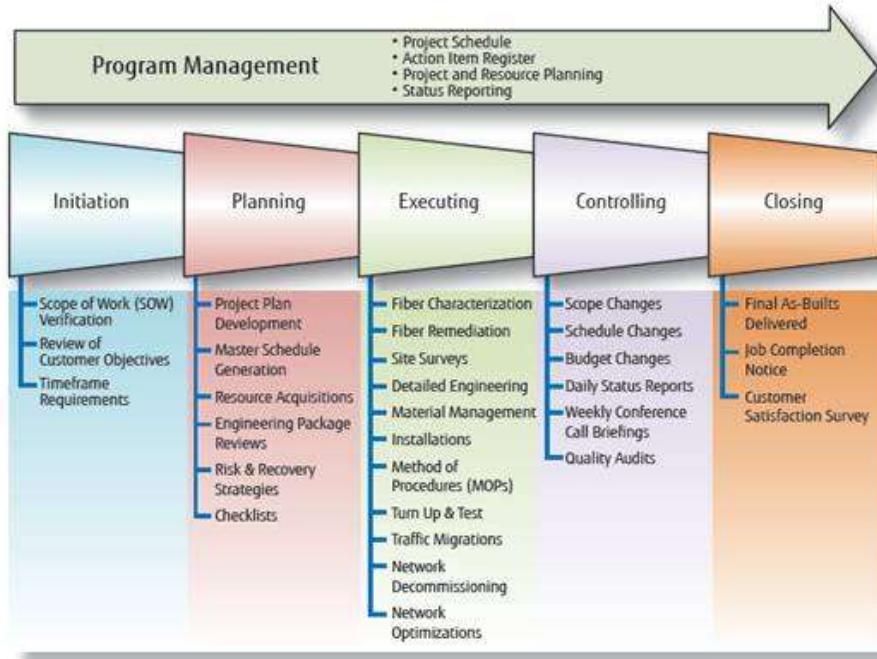 Program Management
• Project Schedule
• Action Item Register
• Project and Resource Planning
• Status Reporting
Initiation
Planning
Executing
Controlling
Closing
Scope of Work (SOW)
Verification
Review of
Customer Objectives
Timeframe
Requirements
Project Plan
Development
Master Schedule
Generation
Resource Acquisitions
Engineering Package
Reviews
Risk & Recovery
Strategies
Checklists
Fiber Characterization
Fiber Remediation
Site Surveys
Detailed Engineering
Material Management
Installations
Method of
Procedures (MOPs)
Turn Up & Test
Traffic Migrations
Network
Decommissioning
Network
Optimizations
Scope Changes
Schedule Changes
Budget Changes
Daily Status Reports
Weekly Conference
Call Briefings
Quality Audits
Final As-Builts
Delivered
Job Completion
Notice
Customer
Satisfaction Survey